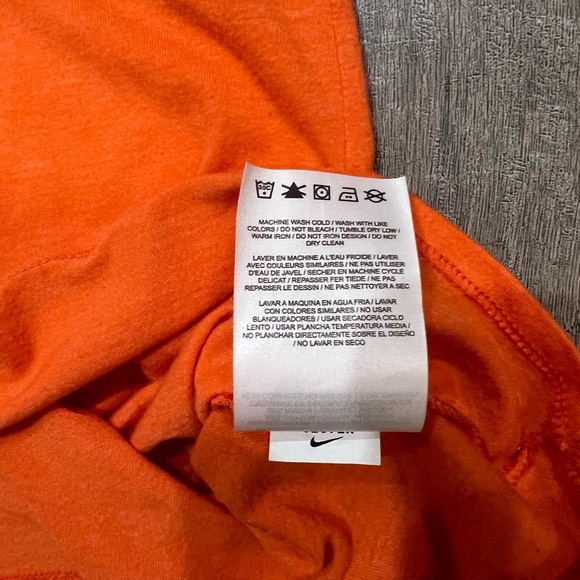 30C
MACHINE WASH COLD / WASH WITH LIKE
COLORS / DO NOT BLEACH / TUMBLE DRY LOW /
WARM IRON / DO NOT IRON DESIGN / DO NOT
DRY CLEAN
LAVER EN MACHINE A L'EAU FROIDE / LAVER
AVEC COULEURS SIMILAIRES / NE PAS UTILISER
D'EAU DE JAVEL / SECHER EN MACHINE CYCLE
DELICAT / REPASSER FER TIEDE / NE PAS
REPASSER LE DESSIN / NE PAS NETTOYER A SEC
LAVAR A MAQUINA EN AGUA FRIA / LAVAR
CON COLORES SIMILARES / NO USAR
BLANQUEADORES / USAR SECADORA CICLO
LENTO / USAR PLANCHA TEMPERATURA MEDIA /
NO PLANCHAR DIRECTAMENTE SOBRE EL DISEÑO
/ NO LAVAR EN SECO